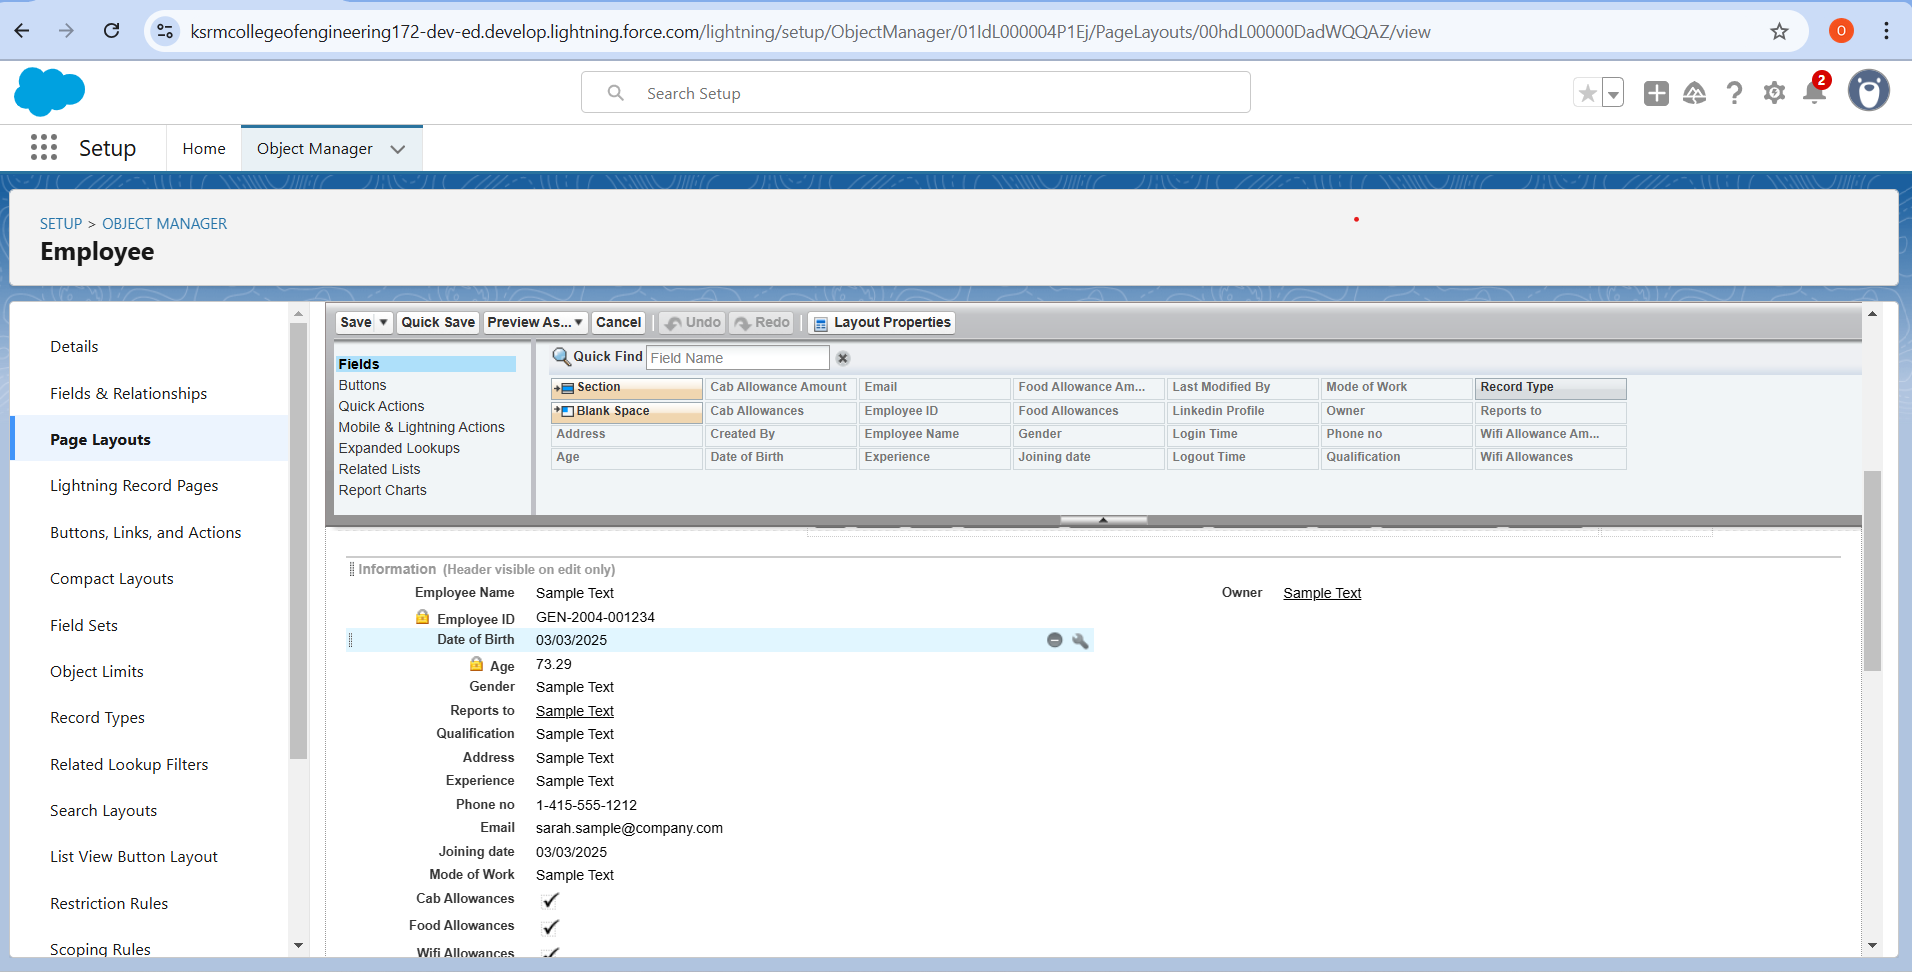 ksrmcollegeofengineering172-dev-ed.develop.lightning.force.com/lightning/setup/ObjectManager/01IdL000004P1Ej/PageLayouts/00hdL00000DadWQQAZ/view
O
Search Setup
2
Setup
Home
Object Manager
SETUP > OBJECT MANAGER
Employee
Details
Fields & Relationships
Page Layouts
Lightning Record Pages
Buttons, Links, and Actions
Compact Layouts
Field Sets
Object Limits
Record Types
Related Lookup Filters
Search Layouts
List View Button Layout
Restriction Rules
Scoping Rules
Save Quick Save Preview As... Cancel Undo Redo Layout Properties
Fields
Buttons
Quick Actions
Mobile & Lightning Actions
Expanded Lookups
Related Lists
Report Charts
Quick Find Field Name
Section Cab Allowance Amount Email Food Allowance Am... Last Modified By Mode of Work Record Type
Blank Space Cab Allowances Employee ID Food Allowances Linkedin Profile Owner Reports to
Address Created By Employee Name Gender Login Time Phone no Wifi Allowance Am...
Age Date of Birth Experience Joining date Logout Time Qualification Wifi Allowances
Information (Header visible on edit only)
Employee Name Sample Text Owner Sample Text
Employee ID GEN-2004-001234
Date of Birth 03/03/2025
Age 73.29
Gender Sample Text
Reports to Sample Text
Qualification Sample Text
Address Sample Text
Experience Sample Text
Phone no 1-415-555-1212
Email sarah.sample@company.com
Joining date 03/03/2025
Mode of Work Sample Text
Cab Allowances
Food Allowances
Wifi Allowances